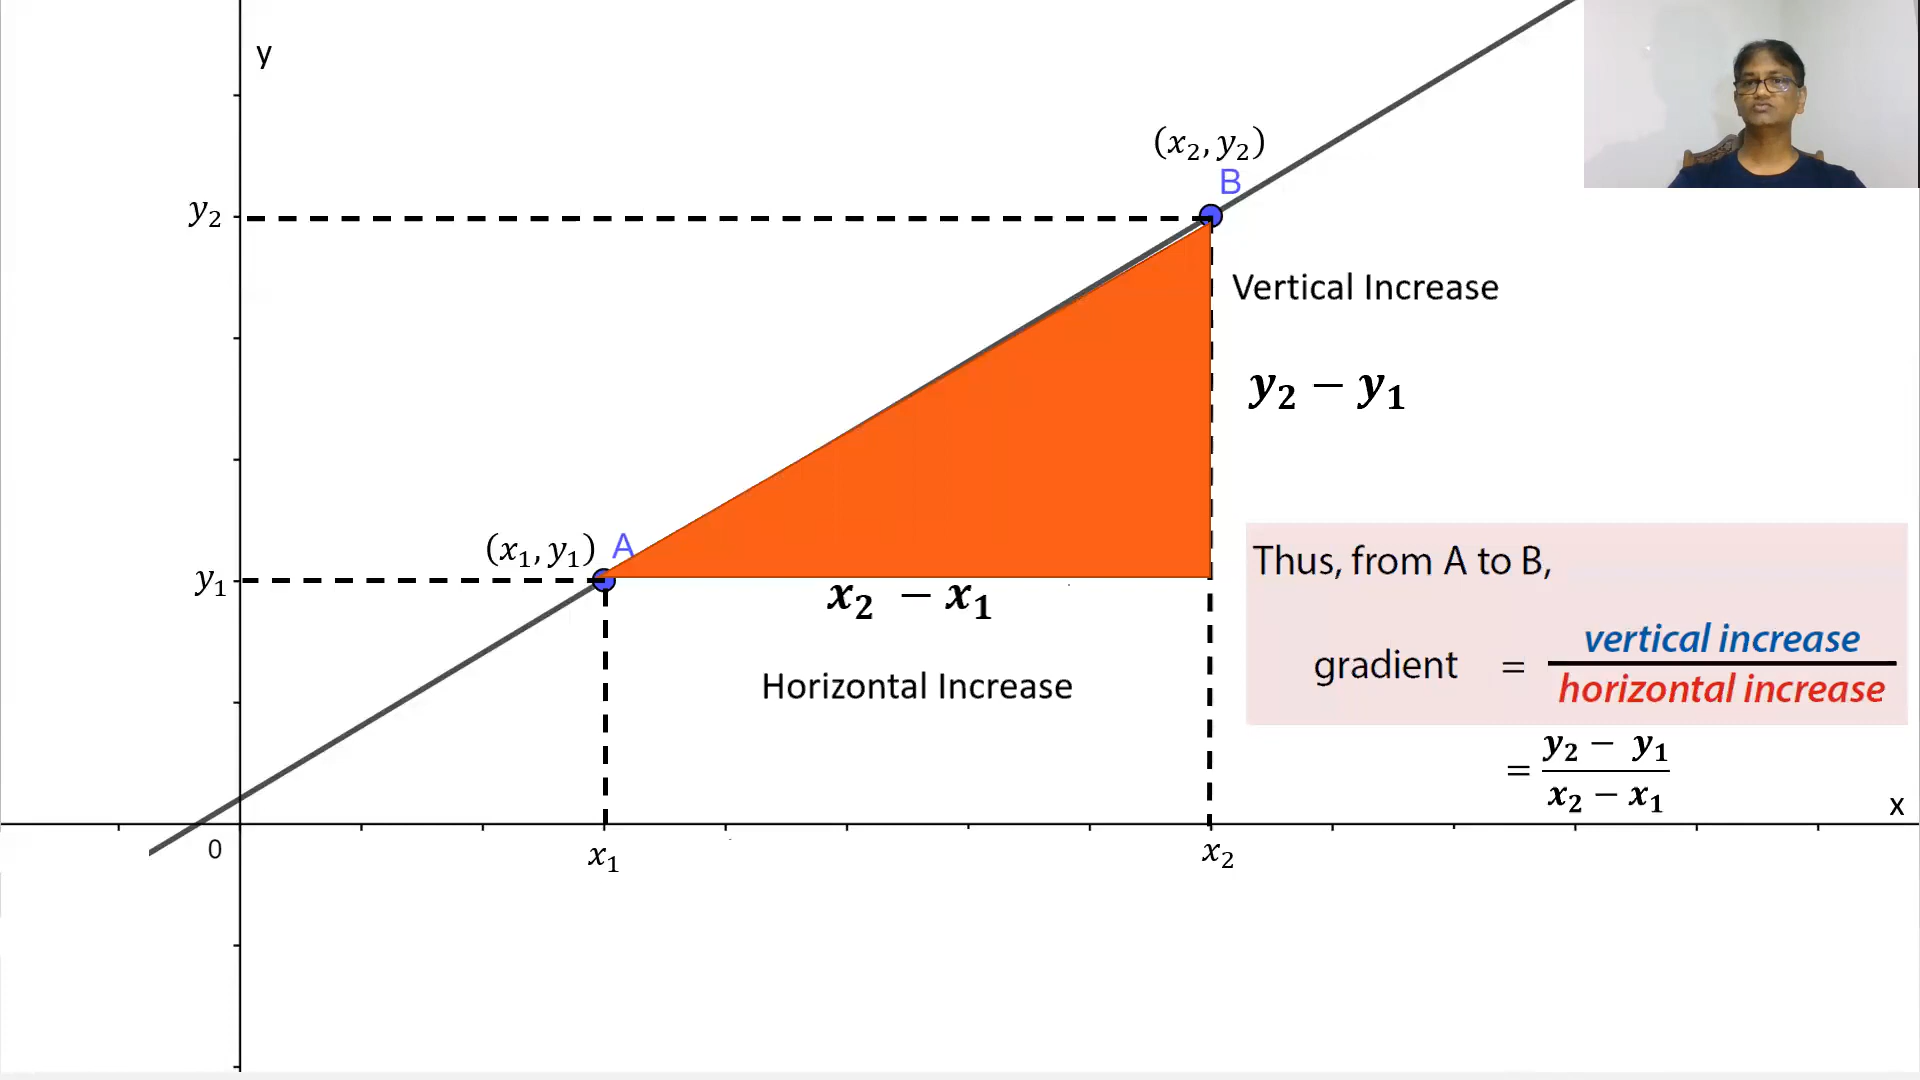 y
(x₂, y₂)
B
y₂
Vertical Increase
y₂ − y₁
(x₁, y₁) A
y₁
x₂ − x₁
Thus, from A to B,
gradient = vertical increase
horizontal increase
Horizontal Increase
= y₂ − y₁
x₂ − x₁
x
0
x₁
x₂